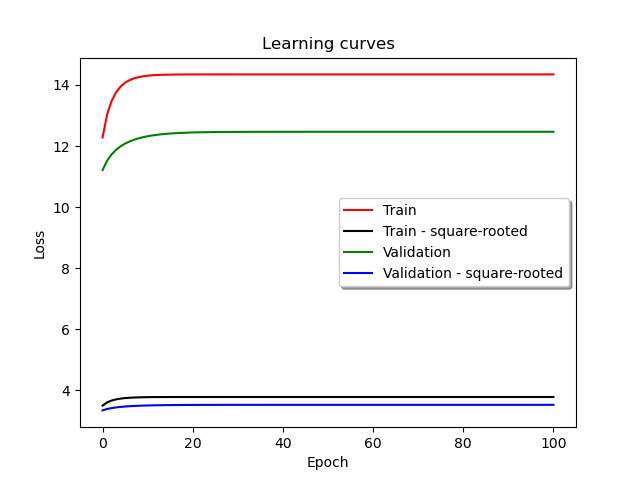 Learning curves
Loss
14
12
10
8
6
4
Train
Train - square-rooted
Validation
Validation - square-rooted
0 20 40 60 80 100
Epoch